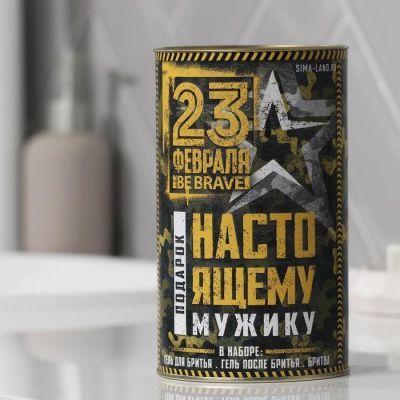 SIMA-LAND.RU
23
ФЕВРАЛЯ
BE BRAVE
ПОДАРОК
НАСТО
ЯЩЕМУ
МУЖИКУ
В НАБОРЕ:
ГЕЛЬ ДЛЯ БРИТЬЯ . ГЕЛЬ ПОСЛЕ БРИТЬЯ . БРИТВА